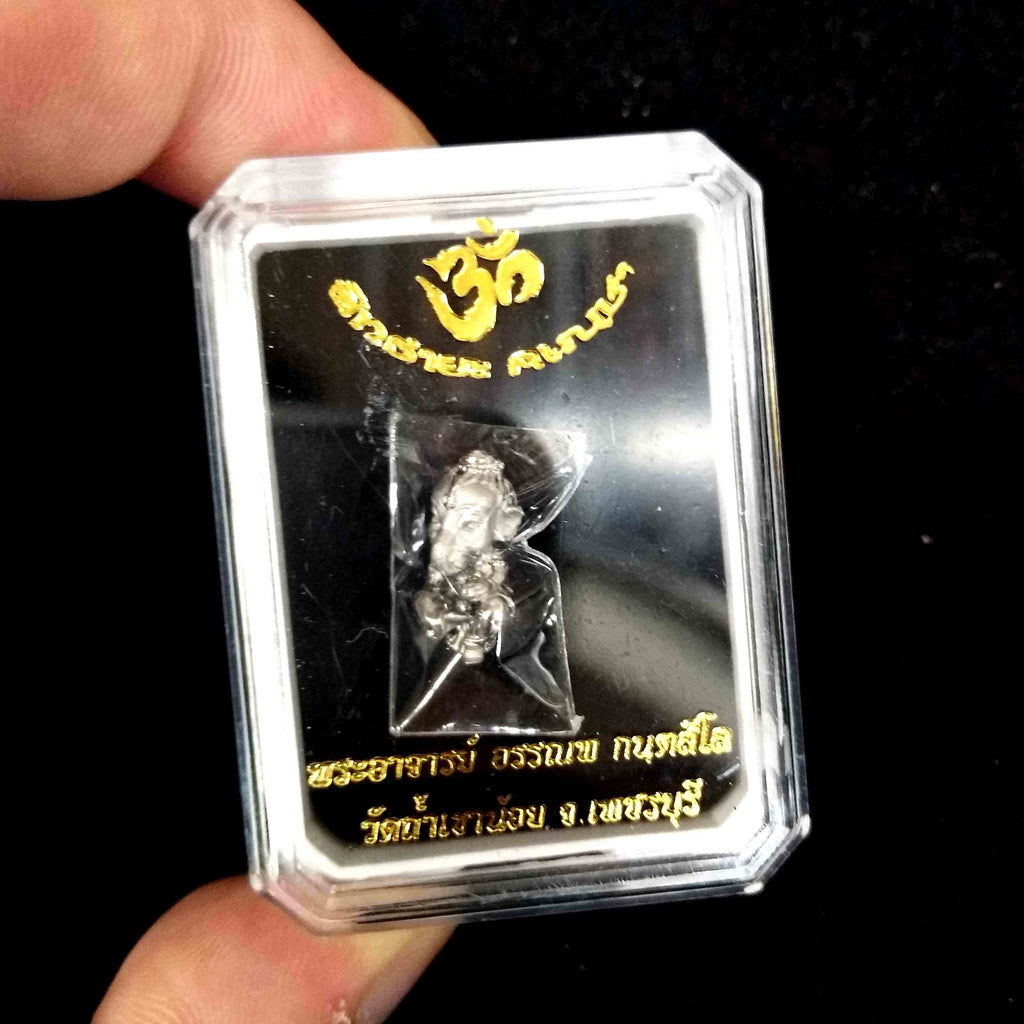 ॐ
พระอาจารย์ อรรณพ กนฺตสีโล
วัดถ้ำเขาน้อย จ.เพชรบุรี